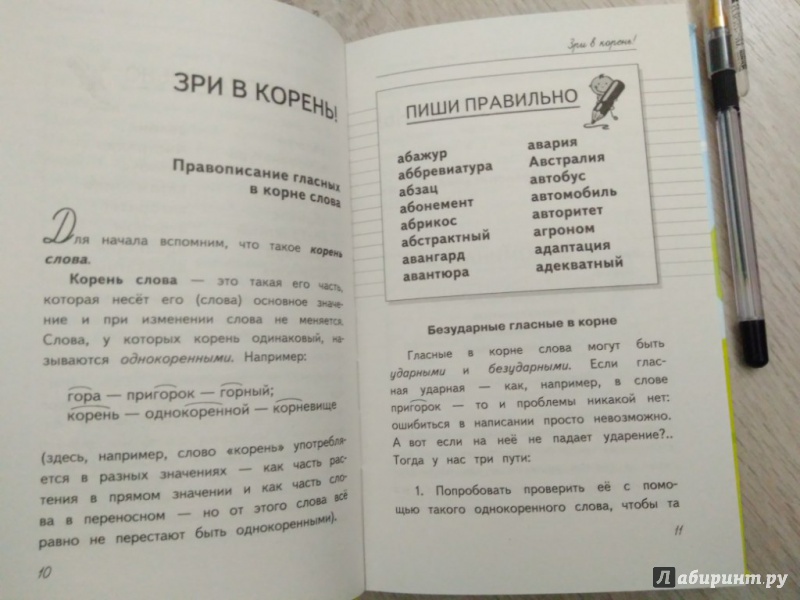 ЗРИ В КОРЕНЬ!
Правописание гласных
в корне слова
Для начала вспомним, что такое корень
слова.
Корень слова — это такая его часть,
которая несёт его (слова) основное значе-
ние и при изменении слова не меняется.
Слова, у которых корень одинаковый, на-
зываются однокоренными. Например:
гора — пригорок — горный;
корень — однокоренной — корневище
(здесь, например, слово «корень» употребля-
ется в разных значениях — как часть рас-
тения в прямом значении и как часть сло-
ва в переносном — но от этого слова всё
равно не перестают быть однокоренными).
10
Зри в корень!
ПИШИ ПРАВИЛЬНО
абажур
аббревиатура
абзац
абонемент
абрикос
абстрактный
авангард
авантюра
авария
Австралия
автобус
автомобиль
авторитет
агроном
адаптация
адекватный
Безударные гласные в корне
Гласные в корне слова могут быть
ударными и безударными. Если глас-
ная ударная — как, например, в слове
пригорок — то и проблемы никакой нет:
ошибиться в написании просто невозможно.
А вот если на неё не падает ударение?..
Тогда у нас три пути:
1. Попробовать проверить её с помо-
щью такого однокоренного слова, чтобы та
11
Лабиринт.ру